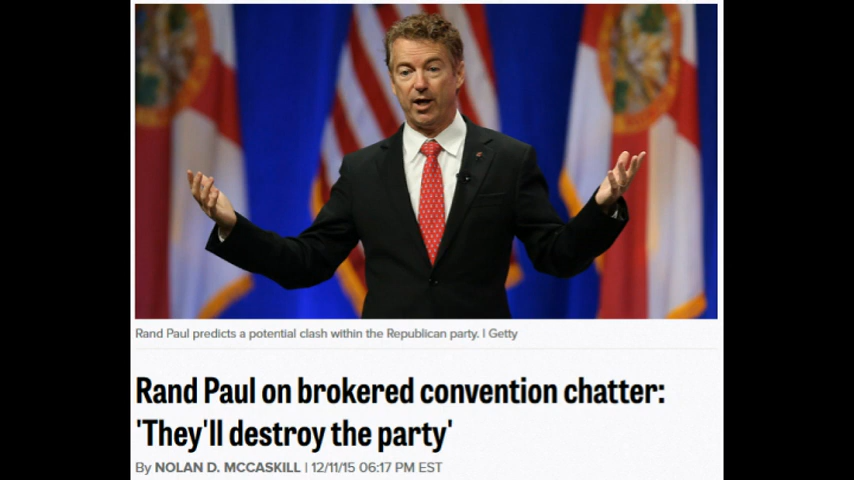 Rand Paul predicts a potential clash within the Republican party. | Getty
Rand Paul on brokered convention chatter:
'They'll destroy the party'
By NOLAN D. MCCASKILL | 12/11/15 06:17 PM EST